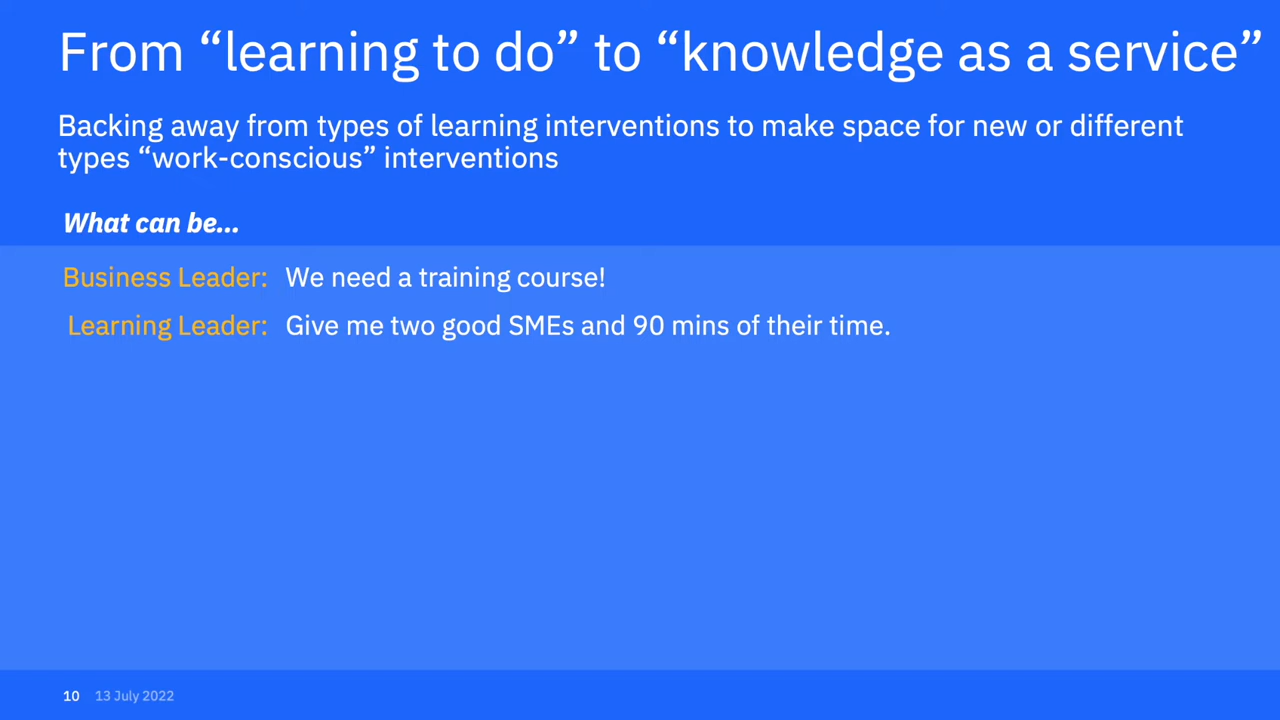 From “learning to do” to “knowledge as a service”
Backing away from types of learning interventions to make space for new or different
types “work-conscious” interventions
What can be...
Business Leader: We need a training course!
Learning Leader: Give me two good SMEs and 90 mins of their time.
10 13 July 2022